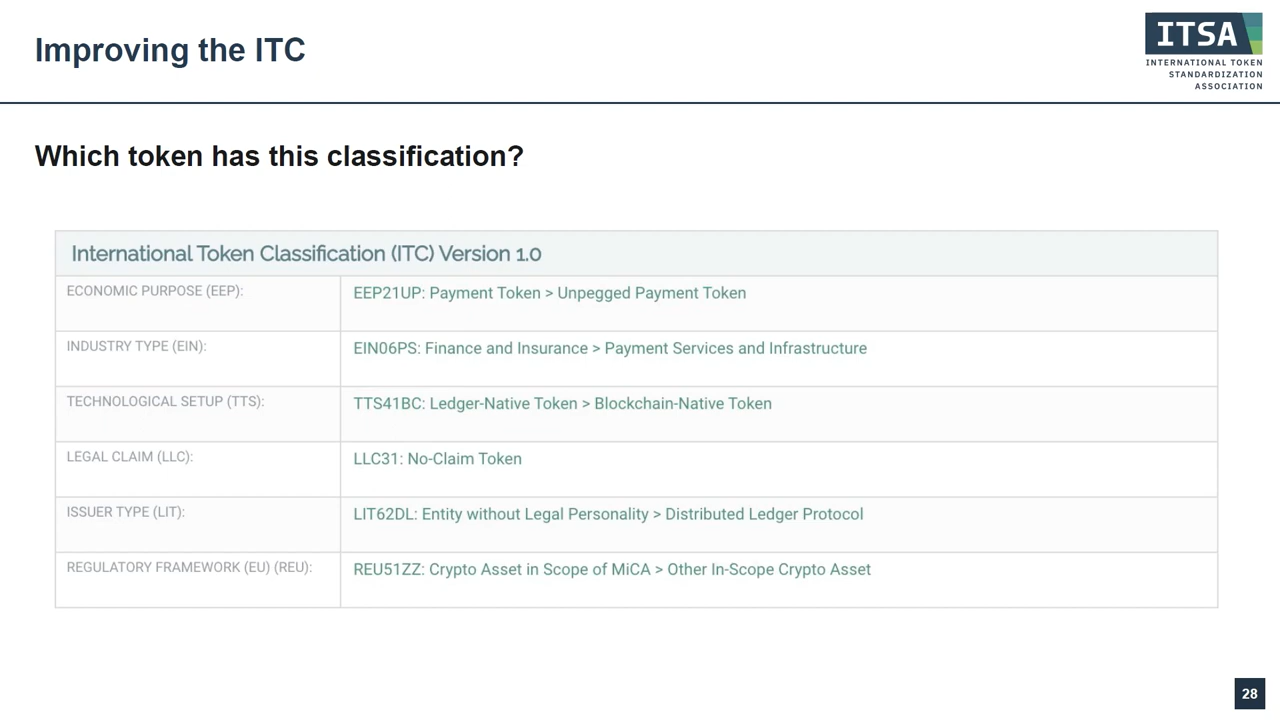 Improving the ITC
ITSA
INTERNATIONAL TOKEN
STANDARDIZATION
ASSOCIATION
Which token has this classification?
International Token Classification (ITC) Version 1.0
ECONOMIC PURPOSE (EEP): EEP21UP: Payment Token > Unpegged Payment Token
INDUSTRY TYPE (EIN): EIN06PS: Finance and Insurance > Payment Services and Infrastructure
TECHNOLOGICAL SETUP (TTS): TTS41BC: Ledger-Native Token > Blockchain-Native Token
LEGAL CLAIM (LLC): LLC31: No-Claim Token
ISSUER TYPE (LIT): LIT62DL: Entity without Legal Personality > Distributed Ledger Protocol
REGULATORY FRAMEWORK (EU) (REU): REU51ZZ: Crypto Asset in Scope of MiCA > Other In-Scope Crypto Asset
28